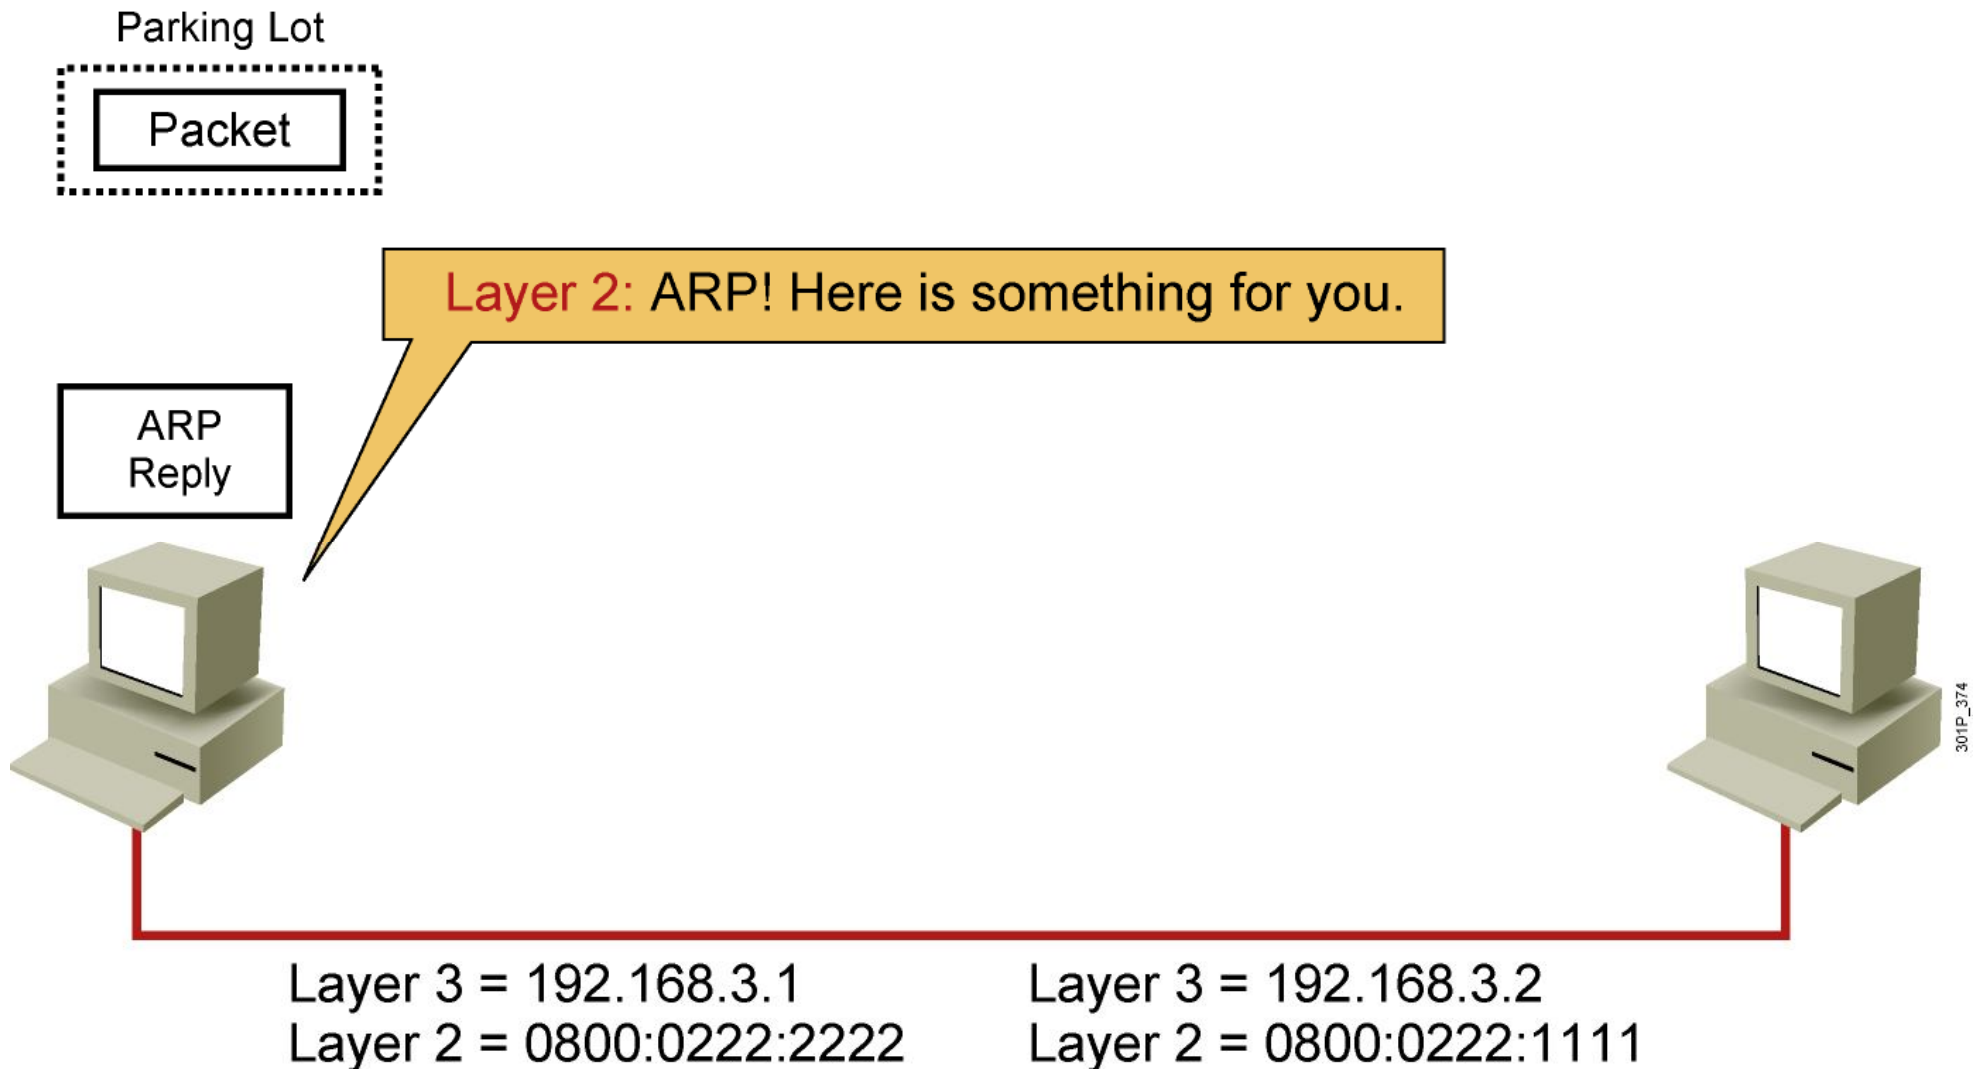 Parking Lot
Packet
Layer 2: ARP! Here is something for you.
ARP
Reply
301P_374
Layer 3 = 192.168.3.1
Layer 2 = 0800:0222:2222
Layer 3 = 192.168.3.2
Layer 2 = 0800:0222:1111